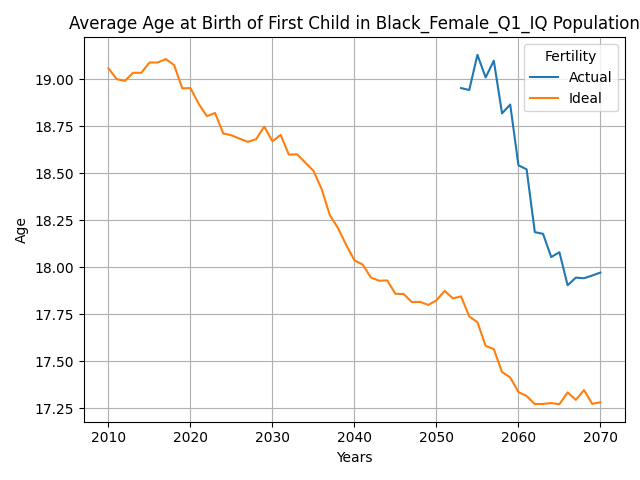 Average Age at Birth of First Child in Black_Female_Q1_IQ Population
Fertility
Actual
Ideal
Age
19.00
18.75
18.50
18.25
18.00
17.75
17.50
17.25
2010 2020 2030 2040 2050 2060 2070
Years